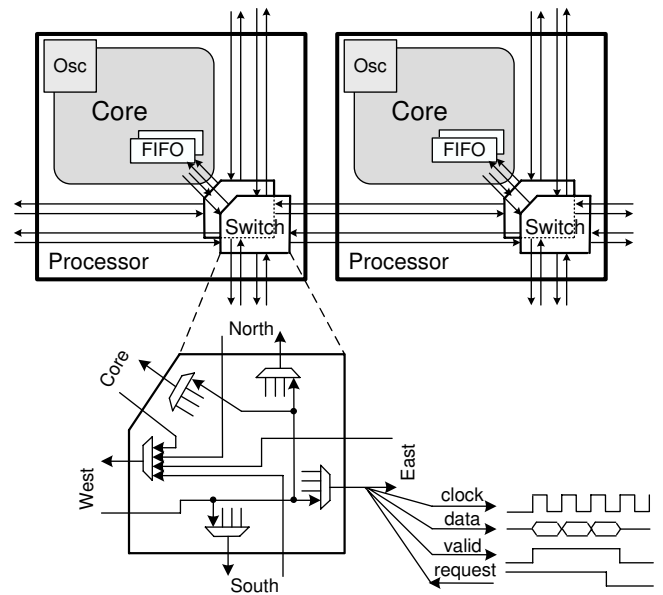 Osc
Core
FIFO
Switch
Processor
Osc
Core
FIFO
Switch
Processor
North
Core
West
East
South
clock
data
valid
request